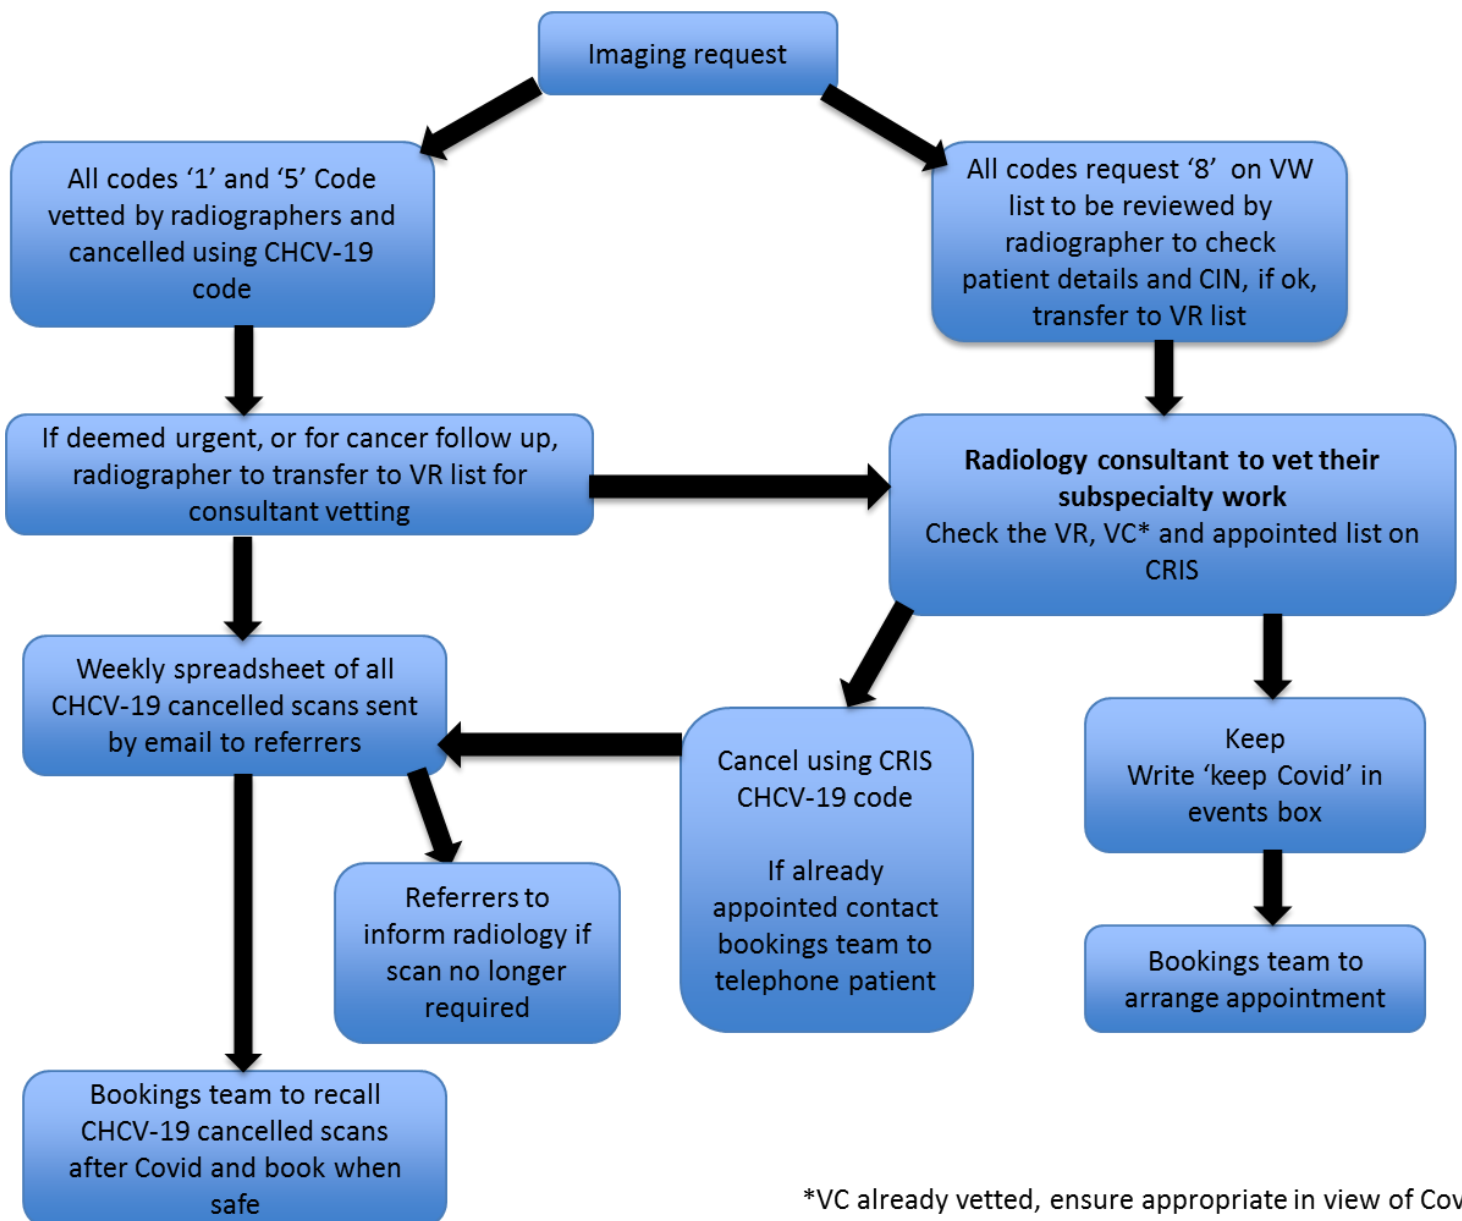 Imaging request
All codes ‘1’ and ‘5’ Code
vetted by radiographers and
cancelled using CHCV-19
code
All codes request ‘8’ on VW
list to be reviewed by
radiographer to check
patient details and CIN, if ok,
transfer to VR list
If deemed urgent, or for cancer follow up,
radiographer to transfer to VR list for
consultant vetting
Radiology consultant to vet their
subspecialty work
Check the VR, VC* and appointed list on
CRIS
Weekly spreadsheet of all
CHCV-19 cancelled scans sent
by email to referrers
Cancel using CRIS
CHCV-19 code
If already
appointed contact
bookings team to
telephone patient
Keep
Write ‘keep Covid’ in
events box
Referrers to
inform radiology if
scan no longer
required
Bookings team to
arrange appointment
Bookings team to recall
CHCV-19 cancelled scans
after Covid and book when
safe
*VC already vetted, ensure appropriate in view of Cov